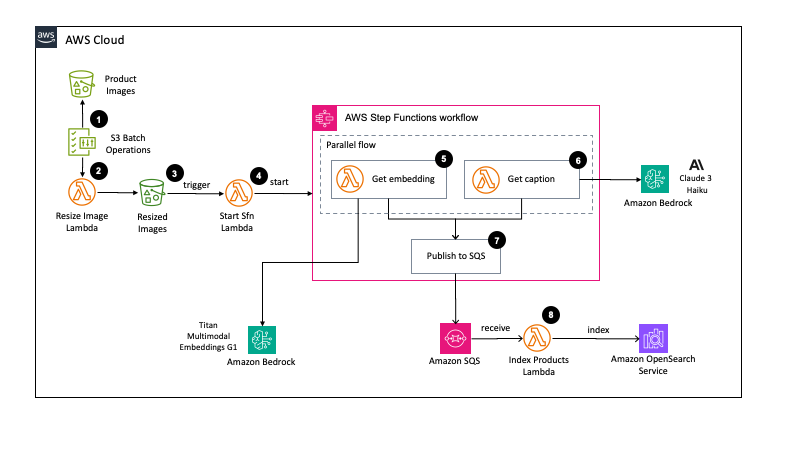 aws
AWS Cloud
Product
Images
1
S3 Batch
Operations
2
Resize Image
Lambda
3
Resized
Images
trigger
4
Start Sfn
Lambda
start
AWS Step Functions workflow
Parallel flow
5
Get embedding
6
Get caption
A\
Claude 3
Haiku
Amazon Bedrock
7
Publish to SQS
Titan
Multimodal
Embeddings G1
Amazon Bedrock
Amazon SQS
receive
8
Index Products
Lambda
index
Amazon OpenSearch
Service